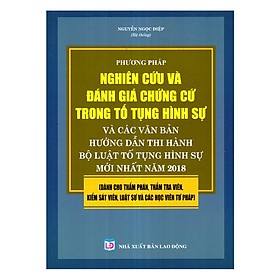 NGUYỄN NGỌC ĐIỆP
(Hệ thống)
PHƯƠNG PHÁP
NGHIÊN CỨU VÀ
ĐÁNH GIÁ CHỨNG CỨ
TRONG TỐ TỤNG HÌNH SỰ
VÀ CÁC VĂN BẢN
HƯỚNG DẪN THI HÀNH
BỘ LUẬT TỐ TỤNG HÌNH SỰ
MỚI NHẤT NĂM 2018
(DÀNH CHO THẨM PHÁN, THẨM TRA VIÊN,
KIỂM SÁT VIÊN, LUẬT SƯ VÀ CÁC HỌC VIÊN TƯ PHÁP)
NHÀ XUẤT BẢN LAO ĐỘNG